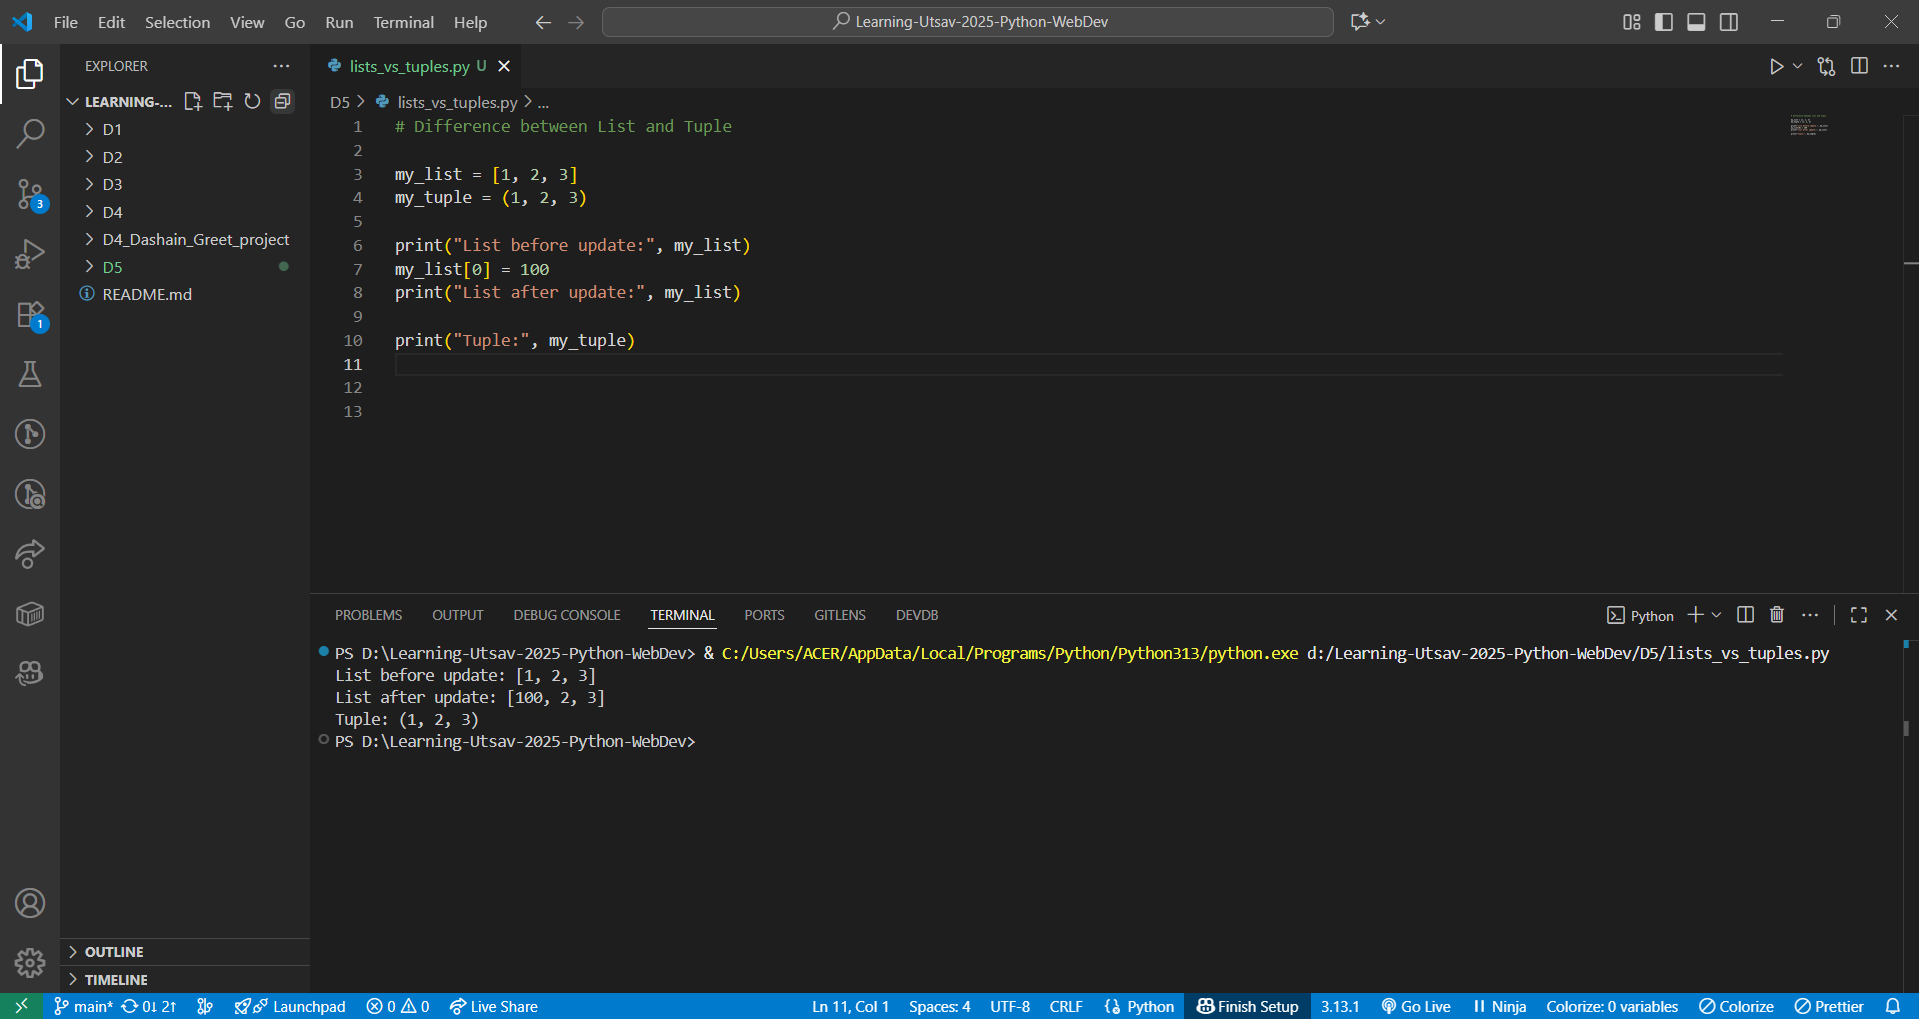 File Edit Selection View Go Run Terminal Help
Learning-Utsav-2025-Python-WebDev
EXPLORER
LEARNING-...
D1
D2
D3
D4
D4_Dashain_Greet_project
D5
README.md
3
1
OUTLINE
TIMELINE
lists_vs_tuples.py U
D5 > lists_vs_tuples.py > ...
1 # Difference between List and Tuple
2
3 my_list = [1, 2, 3]
4 my_tuple = (1, 2, 3)
5
6 print("List before update:", my_list)
7 my_list[0] = 100
8 print("List after update:", my_list)
9
10 print("Tuple:", my_tuple)
11
12
13
PROBLEMS OUTPUT DEBUG CONSOLE TERMINAL PORTS GITLENS DEVDB
Python
PS D:\Learning-Utsav-2025-Python-WebDev> & C:/Users/ACER/AppData/Local/Programs/Python/Python313/python.exe d:/Learning-Utsav-2025-Python-WebDev/D5/lists_vs_tuples.py
List before update: [1, 2, 3]
List after update: [100, 2, 3]
Tuple: (1, 2, 3)
PS D:\Learning-Utsav-2025-Python-WebDev>
main* 0↓ 2↑ Launchpad 0 0 Live Share Ln 11, Col 1 Spaces: 4 UTF-8 CRLF {} Python Finish Setup 3.13.1 Go Live Ninja Colorize: 0 variables Colorize Prettier